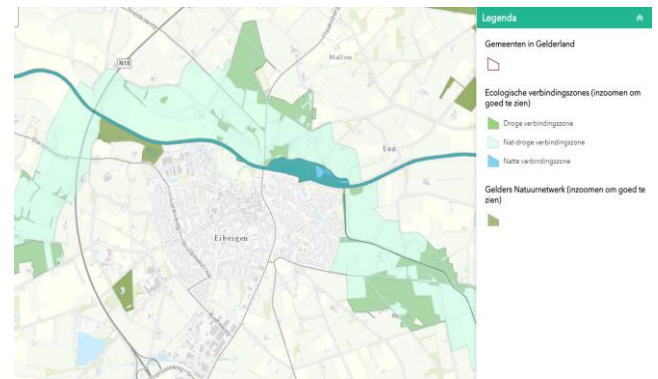 N18
Mallem
Loo
Eibergen
Legenda
Gemeenten in Gelderland
Ecologische verbindingszones (inzoomen om
goed te zien)
Droge verbindingszone
Nat-droge verbindingszone
Natte verbindingszone
Gelders Natuurnetwerk (inzoomen om goed te
zien)